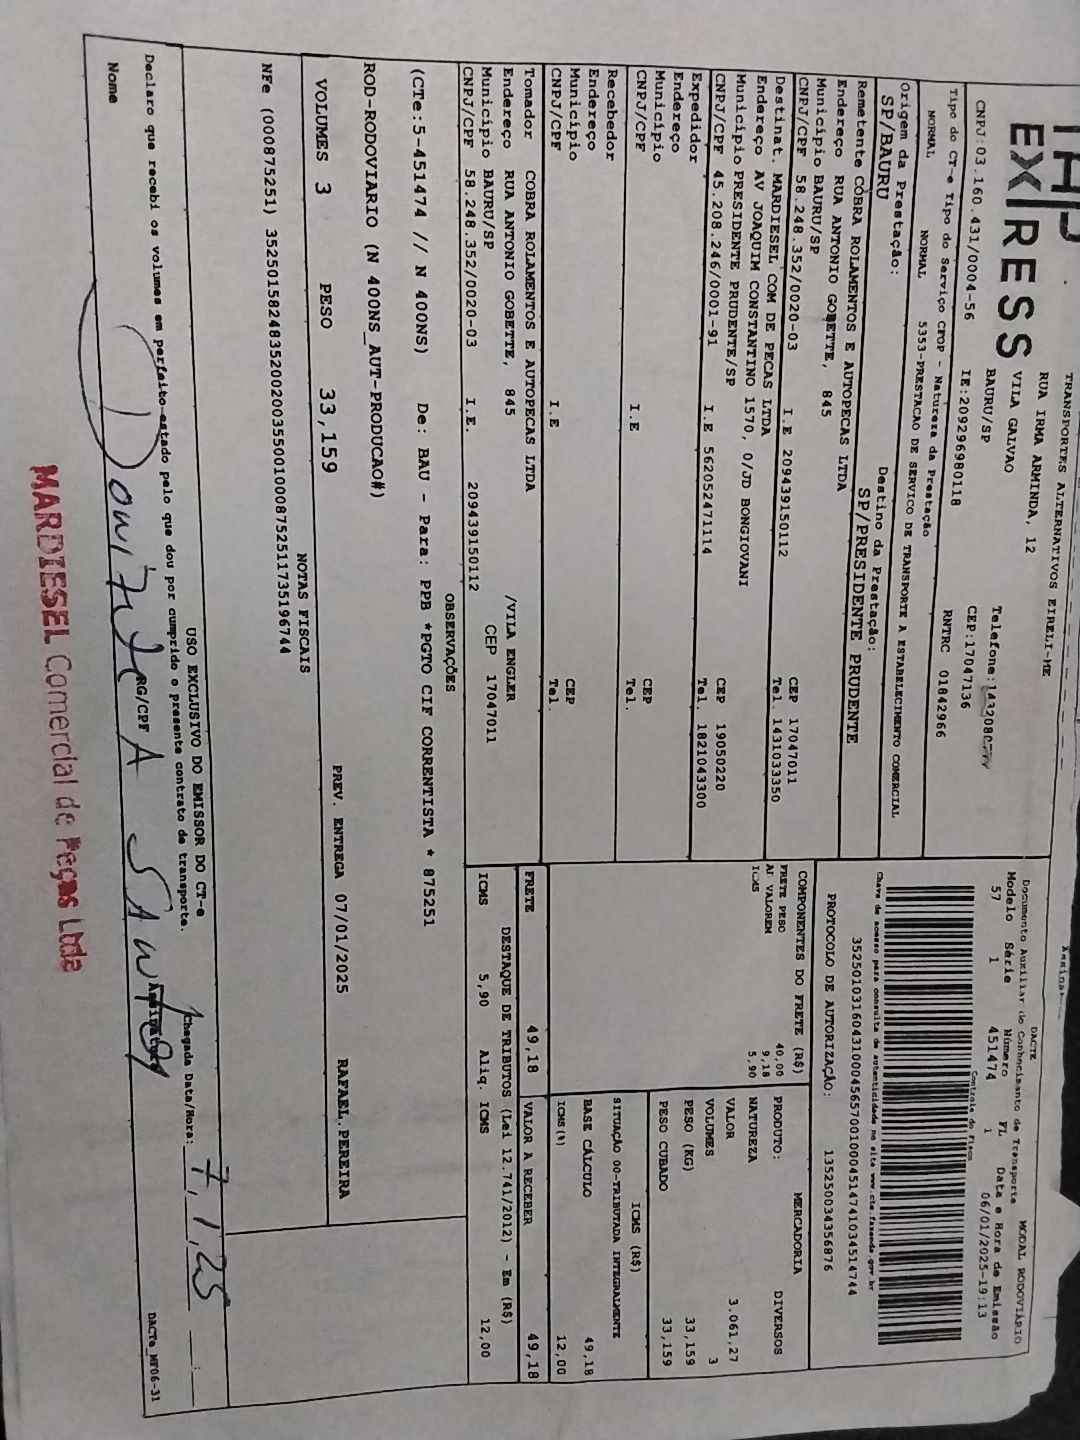 EXPRESS
TRANSPORTES ALTERNATIVOS EIRELI-ME
RUA IRMA ARMINDA, 12
VILA GALVAO
BAURU/SP
Telefone:
CEP:17047136
CNPJ:03.160.431/0004-56 IE:209296980118 RNTRC 01842966
Tipo do CT-e Tipo do Serviço CFOP - Natureza da Prestação
NORMAL NORMAL 5353-PRESTACAO DE SERVICO DE TRANSPORTE A ESTABELECIMENTO COMERCIAL
Origem da Prestação: Destino da Prestação:
SP/BAURU SP/PRESIDENTE PRUDENTE
Remetente COBRA ROLAMENTOS E AUTOPECAS LTDA
Endereço RUA ANTONIO GOBETTE, 845
Município BAURU/SP CEP 17047011
CNPJ/CPF 58.248.352/0020-03 I.E 209439150112 Tel. 1431033350
Destinat. MARDIESEL COM DE PECAS LTDA
Endereço AV JOAQUIM CONSTANTINO 1570, 0/JD BONGIOVANI
Município PRESIDENTE PRUDENTE/SP CEP 19050220
CNPJ/CPF 45.208.246/0001-91 I.E 562052471114 Tel. 1821043300
Expedidor
Endereço
Município CEP
CNPJ/CPF I.E Tel.
Recebedor
Endereço
Município CEP
CNPJ/CPF I.E Tel.
Tomador COBRA ROLAMENTOS E AUTOPECAS LTDA
Endereço RUA ANTONIO GOBETTE, 845 /VILA ENGLER
Município BAURU/SP CEP 17047011
CNPJ/CPF 58.248.352/0020-03 I.E. 209439150112
DACTE MODAL RODOVIÁRIO
Documento Auxiliar do Conhecimento de Transporte
Modelo Série Número FL Data e Hora de Emissão
57 1 451474 1 06/01/2025-19:13
Controle do Fisco
Chave de acesso para consulta de autenticidade no site www.cte.fazenda.gov.br
35250103160431000456570010004514741034514744
PROTOCOLO DE AUTORIZAÇÃO: 135250034356876
COMPONENTES DO FRETE (R$)
FRETE PESO 40,00
AD VALOREM 9,18
ICMS 5,90
MERCADORIA
PRODUTO: DIVERSOS
NATUREZA
VALOR 3.061,27
VOLUMES 3
PESO (KG) 33,159
PESO CUBADO 33,159
ICMS (R$)
SITUAÇÃO 00-TRIBUTADA INTEGRALMENTE
BASE CÁLCULO 49,18
ICMS(%) 12,00
FRETE 49,18 VALOR A RECEBER 49,18
DESTAQUE DE TRIBUTOS (Lei 12.741/2012) - Em (R$)
ICMS 5,90 Aliq. ICMS 12,00
OBSERVAÇÕES
(CTe:5-451474 // N 400NS) De: BAU - Para: PPB *PGTO CIF CORRENTISTA * 875251
ROD-RODOVIARIO (N 400NS_AUT-PRODUCAO#)
VOLUMES 3 PESO 33,159 PREV. ENTREGA 07/01/2025 RAFAEL.PEREIRA
NOTAS FISCAIS
NFe (000875251) 35250158248352002003550010008752511735196744
USO EXCLUSIVO DO EMISSOR DO CT-e
Declaro que recebi os volumes em perfeito estado pelo que dou por cumprido o presente contrato de transporte.
Chegada Data/Hora: 7, 1, 25
Nome RG/CPF Assinatura
DACTe_MF06-31
MARDIESEL Comercial de Peças Ltda